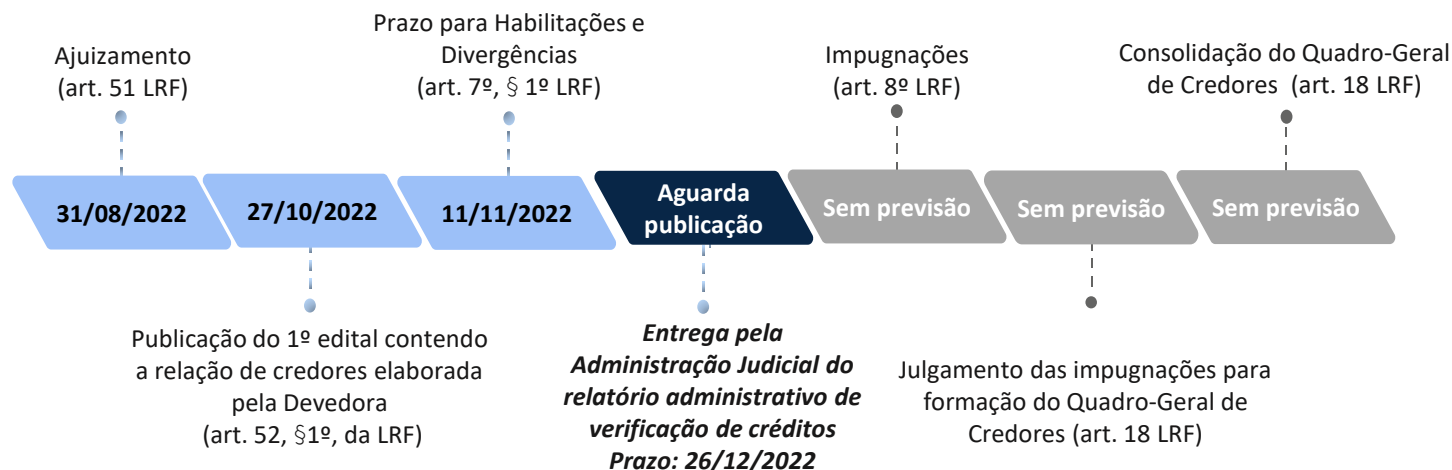 Ajuizamento
(art. 51 LRF)
Prazo para Habilitações e
Divergências
(art. 7º, § 1º LRF)
Impugnações
(art. 8º LRF)
Consolidação do Quadro-Geral
de Credores (art. 18 LRF)
31/08/2022
27/10/2022
11/11/2022
Aguarda
publicação
Sem previsão
Sem previsão
Sem previsão
Publicação do 1º edital contendo
a relação de credores elaborada
pela Devedora
(art. 52, §1º, da LRF)
Entrega pela
Administração Judicial do
relatório administrativo de
verificação de créditos
Prazo: 26/12/2022
Julgamento das impugnações para
formação do Quadro-Geral de
Credores (art. 18 LRF)